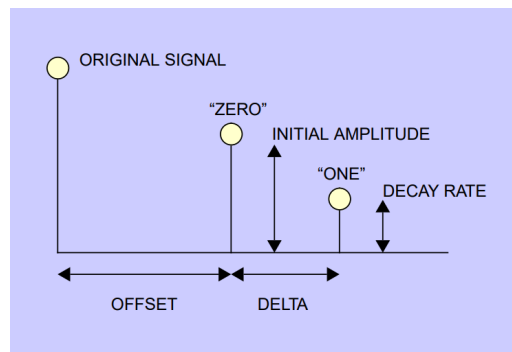 ORIGINAL SIGNAL
“ZERO”
INITIAL AMPLITUDE
“ONE”
DECAY RATE
OFFSET
DELTA